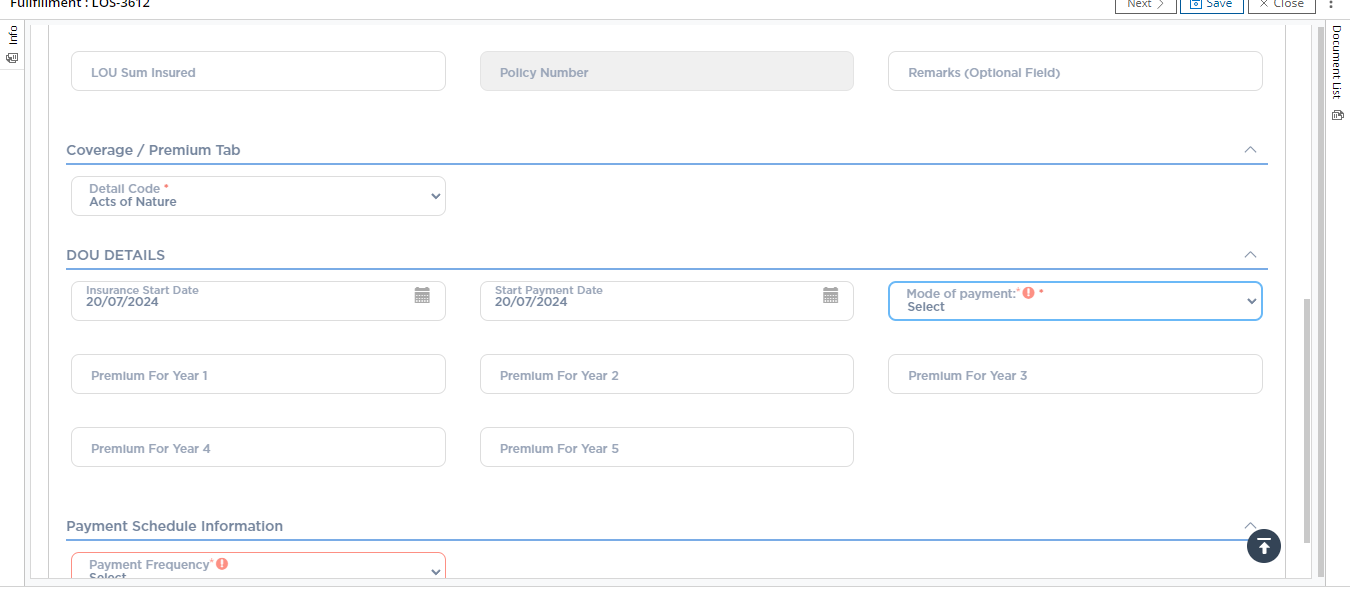 Fullfillment : LOS-3612
Next
Save
Close
Info
Document List
LOU Sum Insured
Policy Number
Remarks (Optional Field)
Coverage / Premium Tab
Detail Code *
Acts of Nature
DOU DETAILS
Insurance Start Date
20/07/2024
Start Payment Date
20/07/2024
Mode of payment:* *
Select
Premium For Year 1
Premium For Year 2
Premium For Year 3
Premium For Year 4
Premium For Year 5
Payment Schedule Information
Payment Frequency*
Select